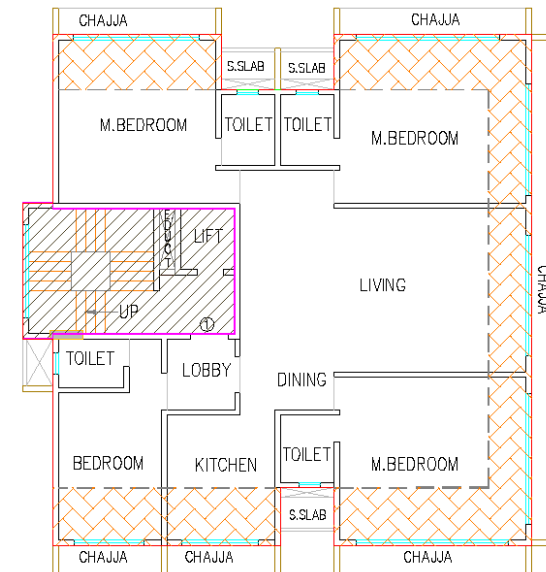 CHAJJA
CHAJJA
S.SLAB
S.SLAB
M.BEDROOM
TOILET
TOILET
M.BEDROOM
E.DUCT
LIFT
LIVING
CHAJJA
UP
1
TOILET
LOBBY
DINING
BEDROOM
KITCHEN
TOILET
M.BEDROOM
S.SLAB
CHAJJA
CHAJJA
CHAJJA